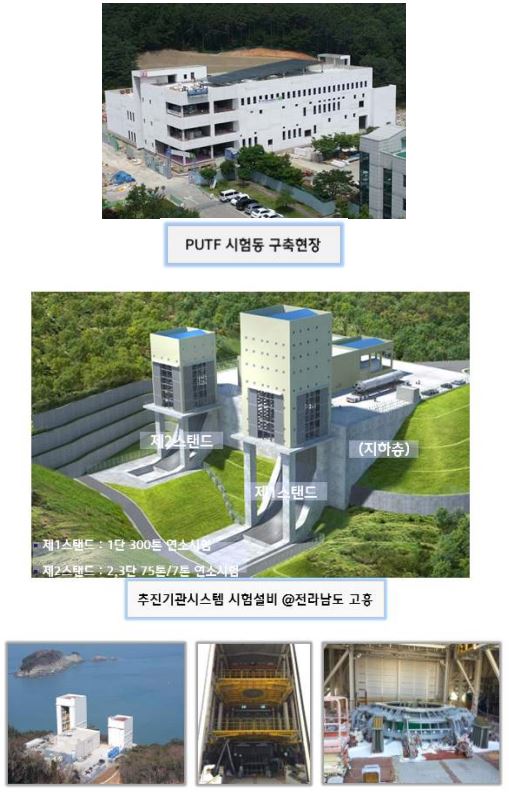 PUTF 시험동 구축현장
제2스탠드
(지하층)
제1스탠드
제1스탠드 : 1단 300톤 연소시험
제2스탠드 : 2,3단 75톤/7톤 연소시험
추진기관시스템 시험설비 @전라남도 고흥